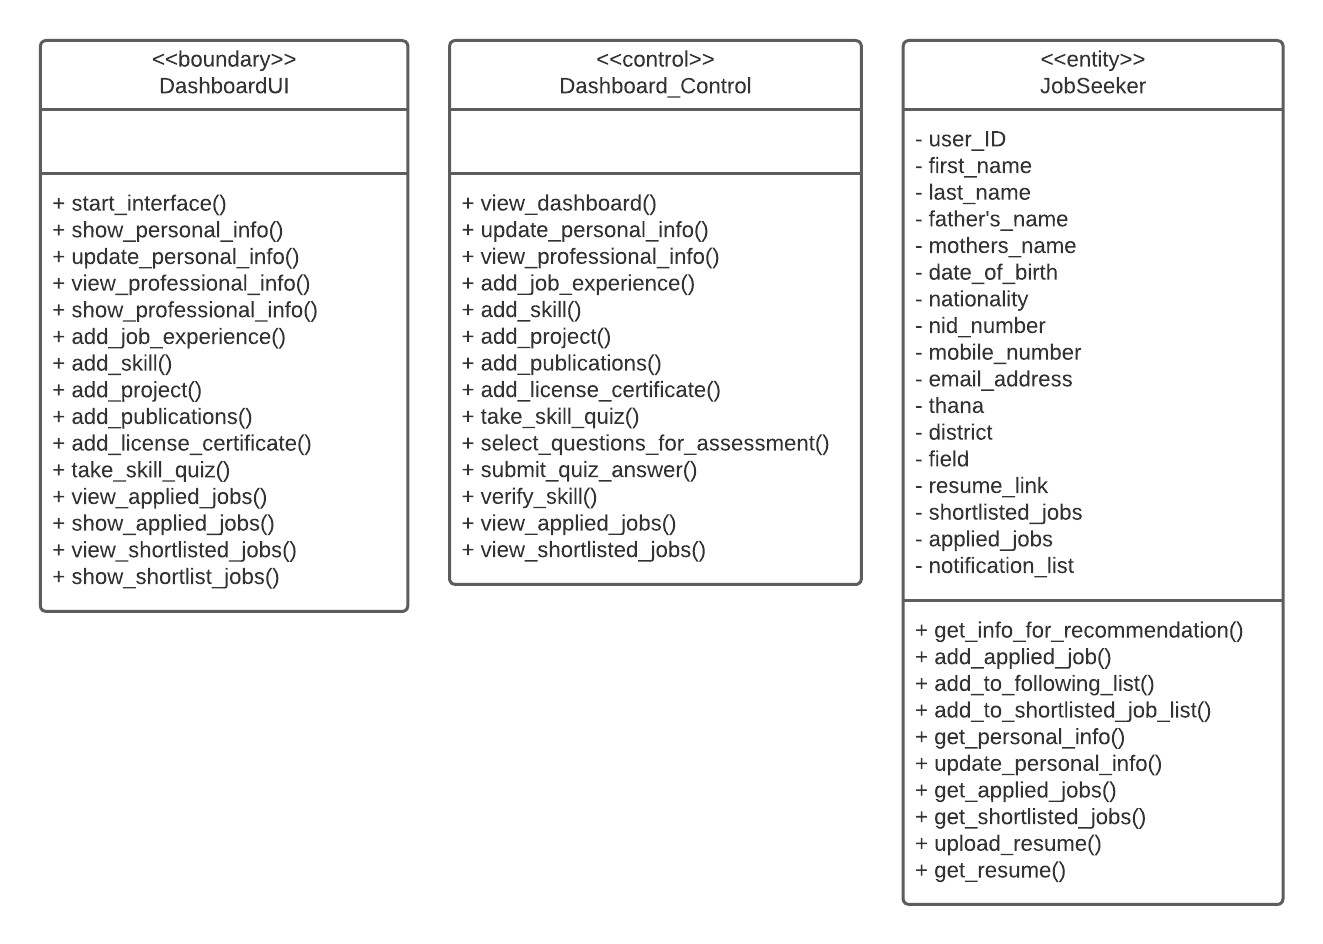 <<boundary>>
DashboardUI
+ start_interface()
+ show_personal_info()
+ update_personal_info()
+ view_professional_info()
+ show_professional_info()
+ add_job_experience()
+ add_skill()
+ add_project()
+ add_publications()
+ add_license_certificate()
+ take_skill_quiz()
+ view_applied_jobs()
+ show_applied_jobs()
+ view_shortlisted_jobs()
+ show_shortlist_jobs()
<<control>>
Dashboard_Control
+ view_dashboard()
+ update_personal_info()
+ view_professional_info()
+ add_job_experience()
+ add_skill()
+ add_project()
+ add_publications()
+ add_license_certificate()
+ take_skill_quiz()
+ select_questions_for_assessment()
+ submit_quiz_answer()
+ verify_skill()
+ view_applied_jobs()
+ view_shortlisted_jobs()
<<entity>>
JobSeeker
- user_ID
- first_name
- last_name
- father's_name
- mothers_name
- date_of_birth
- nationality
- nid_number
- mobile_number
- email_address
- thana
- district
- field
- resume_link
- shortlisted_jobs
- applied_jobs
- notification_list
+ get_info_for_recommendation()
+ add_applied_job()
+ add_to_following_list()
+ add_to_shortlisted_job_list()
+ get_personal_info()
+ update_personal_info()
+ get_applied_jobs()
+ get_shortlisted_jobs()
+ upload_resume()
+ get_resume()